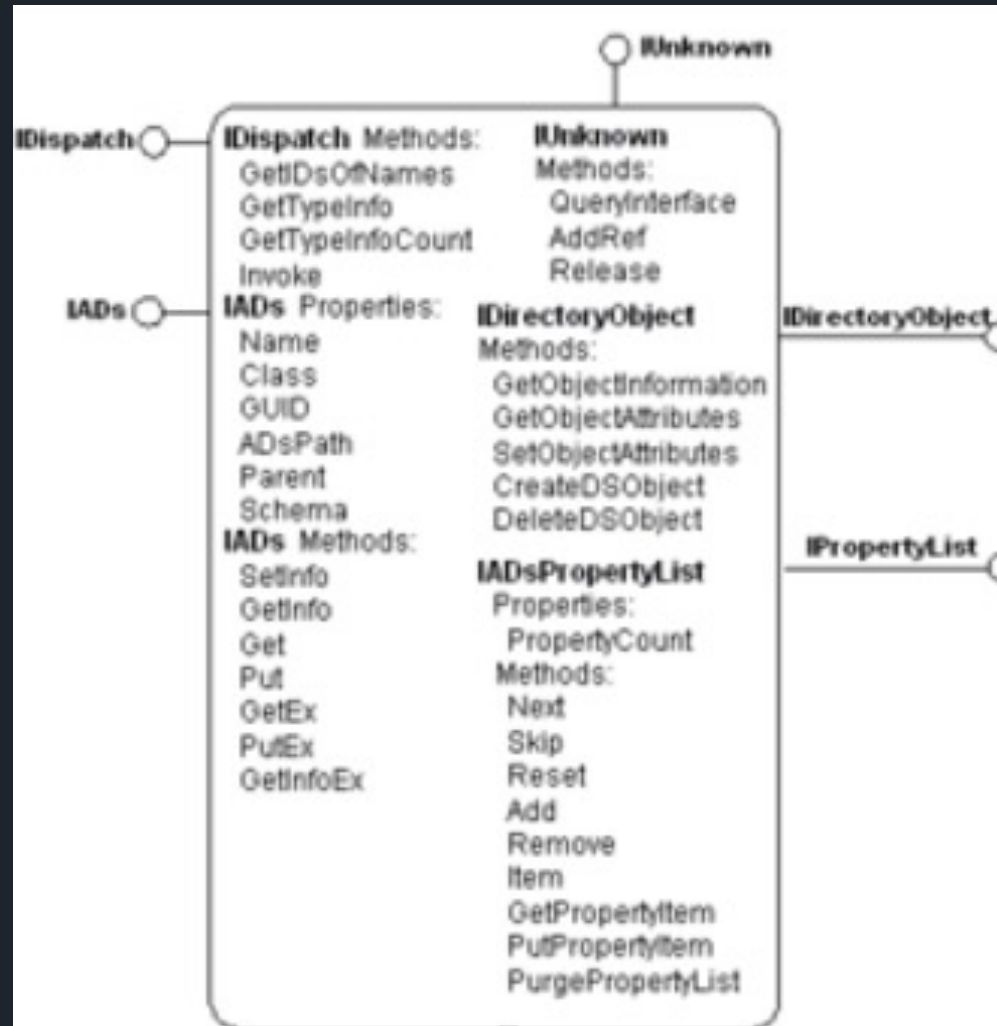 IUnknown
IDispatch
IDispatch Methods:
GetIDsOfNames
GetTypeInfo
GetTypeInfoCount
Invoke
IADs
IADs Properties:
Name
Class
GUID
ADsPath
Parent
Schema
IADs Methods:
SetInfo
GetInfo
Get
Put
GetEx
PutEx
GetInfoEx
IUnknown
Methods:
QueryInterface
AddRef
Release
IDirectoryObject
Methods:
GetObjectInformation
GetObjectAttributes
SetObjectAttributes
CreateDSObject
DeleteDSObject
IADsPropertyList
Properties:
PropertyCount
Methods:
Next
Skip
Reset
Add
Remove
Item
GetPropertyItem
PutPropertyItem
PurgePropertyList
IDirectoryObject
IPropertyList